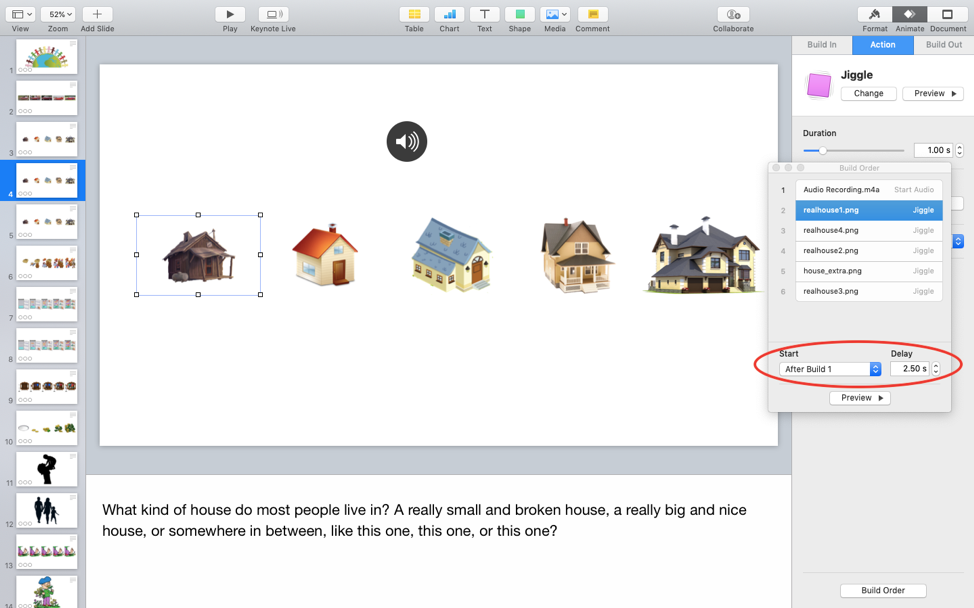 52%
View
Zoom
Add Slide
Play
Keynote Live
Table
Chart
Text
Shape
Media
Comment
Collaborate
Format
Animate
Document
Build In
Action
Build Out
Jiggle
Change
Preview
Duration
1.00 s
Build Order
1 Audio Recording.m4a Start Audio
2 realhouse1.png Jiggle
3 realhouse4.png Jiggle
4 realhouse2.png Jiggle
5 house_extra.png Jiggle
6 realhouse3.png Jiggle
Start
Delay
After Build 1
2.50 s
Preview
Build Order
1
2
3
4
5
6
7
8
9
10
11
12
13
What kind of house do most people live in? A really small and broken house, a really big and nice
house, or somewhere in between, like this one, this one, or this one?